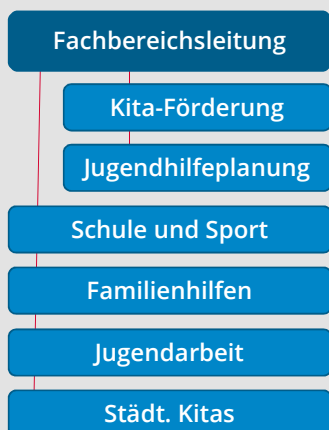 Fachbereichsleitung
Kita-Förderung
Jugendhilfeplanung
Schule und Sport
Familienhilfen
Jugendarbeit
Städt. Kitas